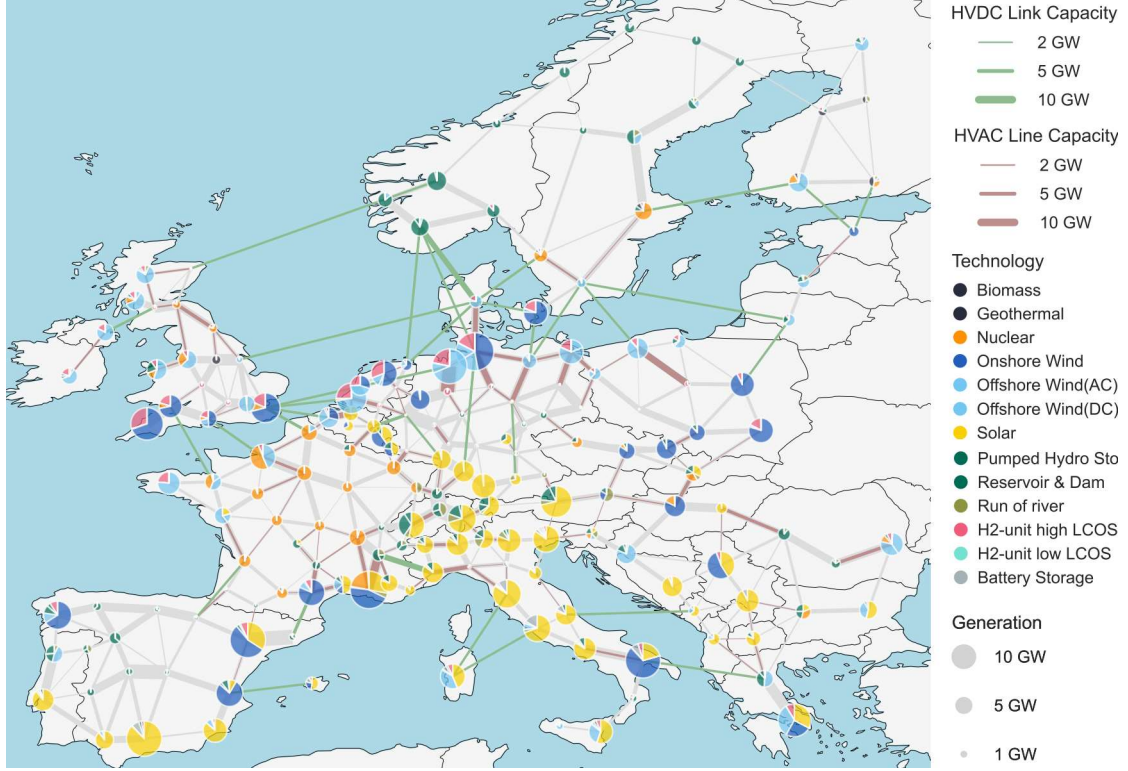 HVDC Link Capacity
2 GW
5 GW
10 GW
HVAC Line Capacity
2 GW
5 GW
10 GW
Technology
Biomass
Geothermal
Nuclear
Onshore Wind
Offshore Wind(AC)
Offshore Wind(DC)
Solar
Pumped Hydro Sto
Reservoir & Dam
Run of river
H2-unit high LCOS
H2-unit low LCOS
Battery Storage
Generation
10 GW
5 GW
1 GW